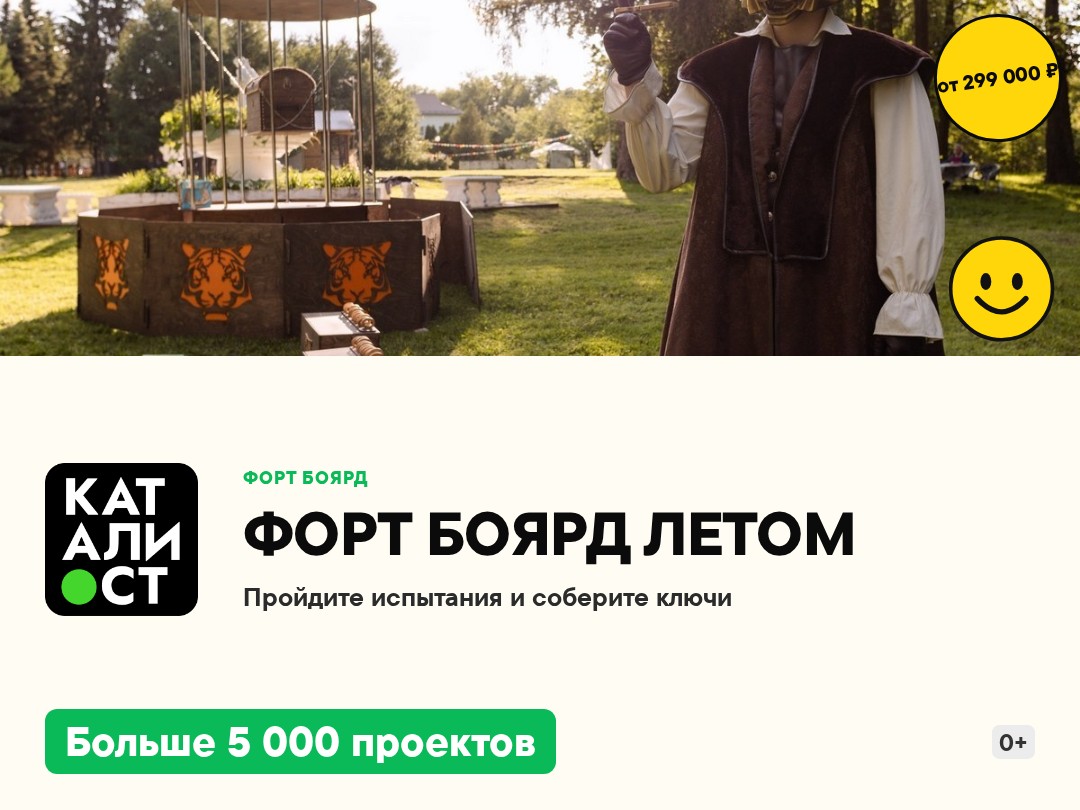 от 299 000 ₽
КАТ
АЛИ
СТ
ФОРТ БОЯРД
ФОРТ БОЯРД ЛЕТОМ
Пройдите испытания и соберите ключи
Больше 5 000 проектов
0+